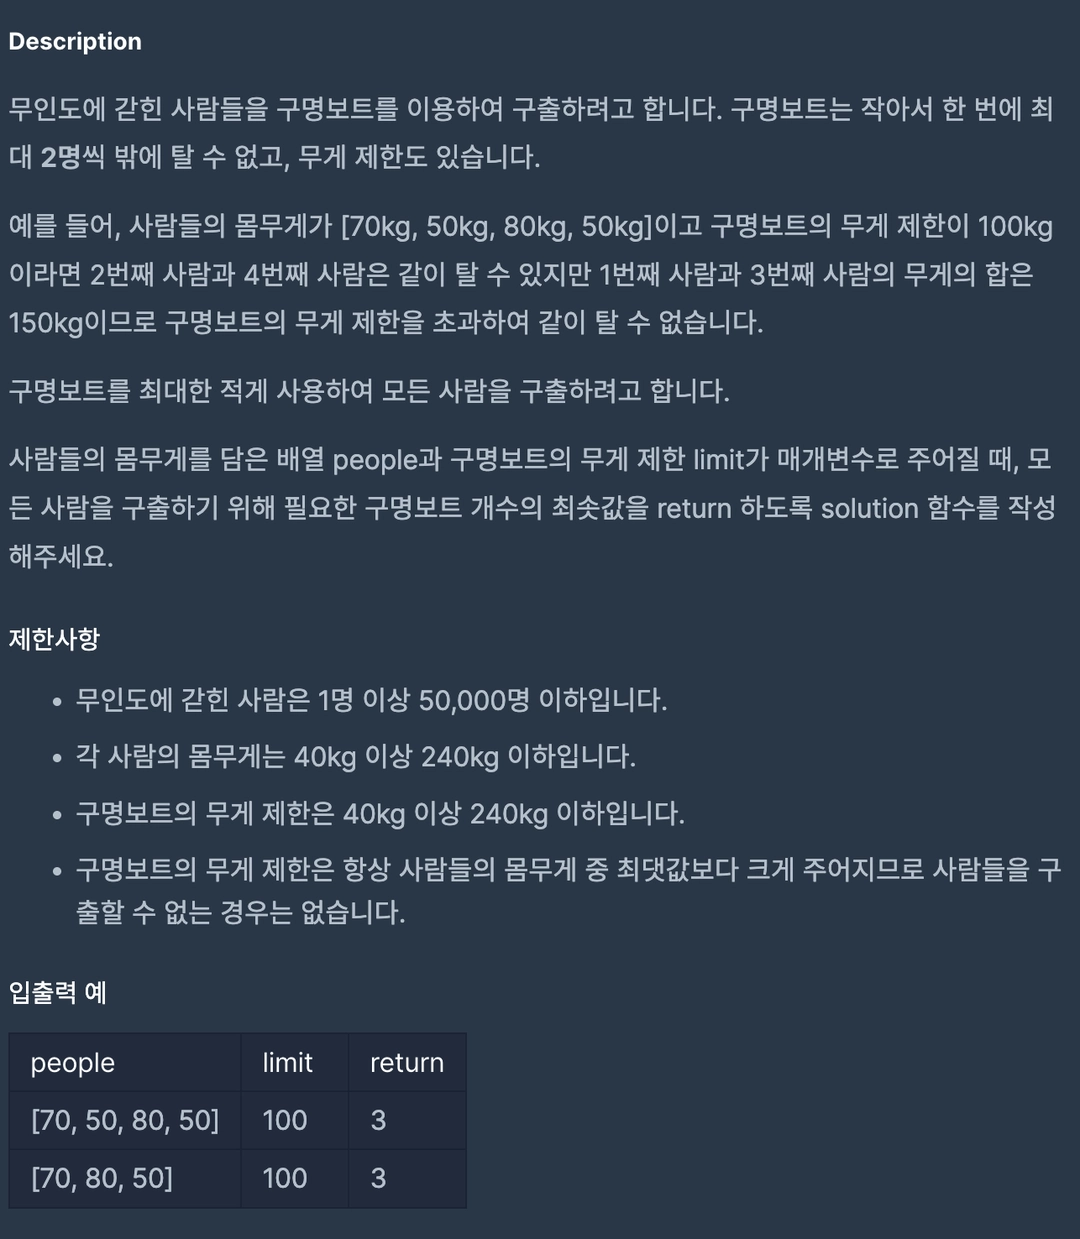 Description
무인도에 갇힌 사람들을 구명보트를 이용하여 구출하려고 합니다. 구명보트는 작아서 한 번에 최
대 2명씩 밖에 탈 수 없고, 무게 제한도 있습니다.
예를 들어, 사람들의 몸무게가 [70kg, 50kg, 80kg, 50kg]이고 구명보트의 무게 제한이 100kg
이라면 2번째 사람과 4번째 사람은 같이 탈 수 있지만 1번째 사람과 3번째 사람의 무게의 합은
150kg이므로 구명보트의 무게 제한을 초과하여 같이 탈 수 없습니다.
구명보트를 최대한 적게 사용하여 모든 사람을 구출하려고 합니다.
사람들의 몸무게를 담은 배열 people과 구명보트의 무게 제한 limit가 매개변수로 주어질 때, 모
든 사람을 구출하기 위해 필요한 구명보트 개수의 최솟값을 return 하도록 solution 함수를 작성
해주세요.
제한사항
• 무인도에 갇힌 사람은 1명 이상 50,000명 이하입니다.
• 각 사람의 몸무게는 40kg 이상 240kg 이하입니다.
• 구명보트의 무게 제한은 40kg 이상 240kg 이하입니다.
• 구명보트의 무게 제한은 항상 사람들의 몸무게 중 최댓값보다 크게 주어지므로 사람들을 구
출할 수 없는 경우는 없습니다.
입출력 예
people limit return
[70, 50, 80, 50] 100 3
[70, 80, 50] 100 3